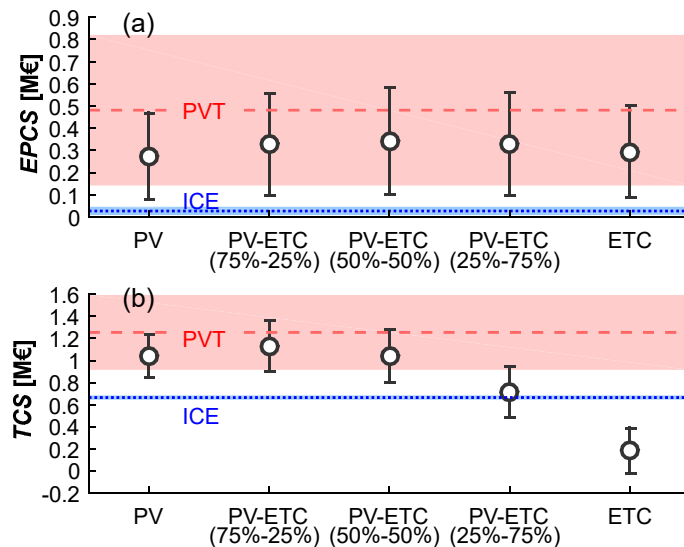 (a)
EPCS [M€]
0.9
0.8
0.7
0.6
0.5
0.4
0.3
0.2
0.1
0
PVT
ICE
PV
PV-ETC
(75%-25%)
PV-ETC
(50%-50%)
PV-ETC
(25%-75%)
ETC
(b)
TCS [M€]
1.6
1.4
1.2
1
0.8
0.6
0.4
0.2
0
-0.2
PVT
ICE
PV
PV-ETC
(75%-25%)
PV-ETC
(50%-50%)
PV-ETC
(25%-75%)
ETC